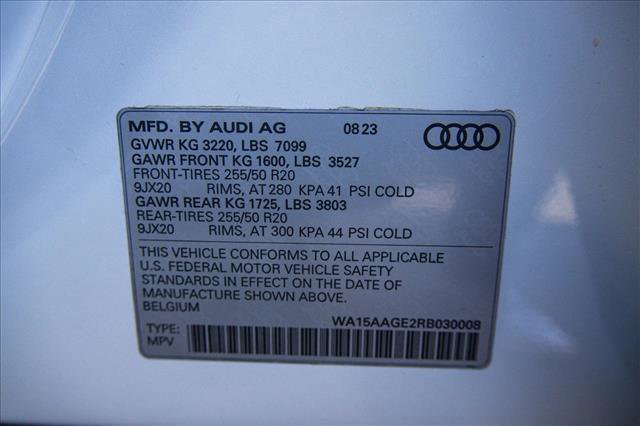 MFD. BY AUDI AG 08 23
GVWR KG 3220, LBS 7099
GAWR FRONT KG 1600, LBS 3527
FRONT-TIRES 255/50 R20
9JX20 RIMS, AT 280 KPA 41 PSI COLD
GAWR REAR KG 1725, LBS 3803
REAR-TIRES 255/50 R20
9JX20 RIMS, AT 300 KPA 44 PSI COLD
THIS VEHICLE CONFORMS TO ALL APPLICABLE
U.S. FEDERAL MOTOR VEHICLE SAFETY
STANDARDS IN EFFECT ON THE DATE OF
MANUFACTURE SHOWN ABOVE.
BELGIUM
WA15AAGE2RB030008
TYPE:
MPV